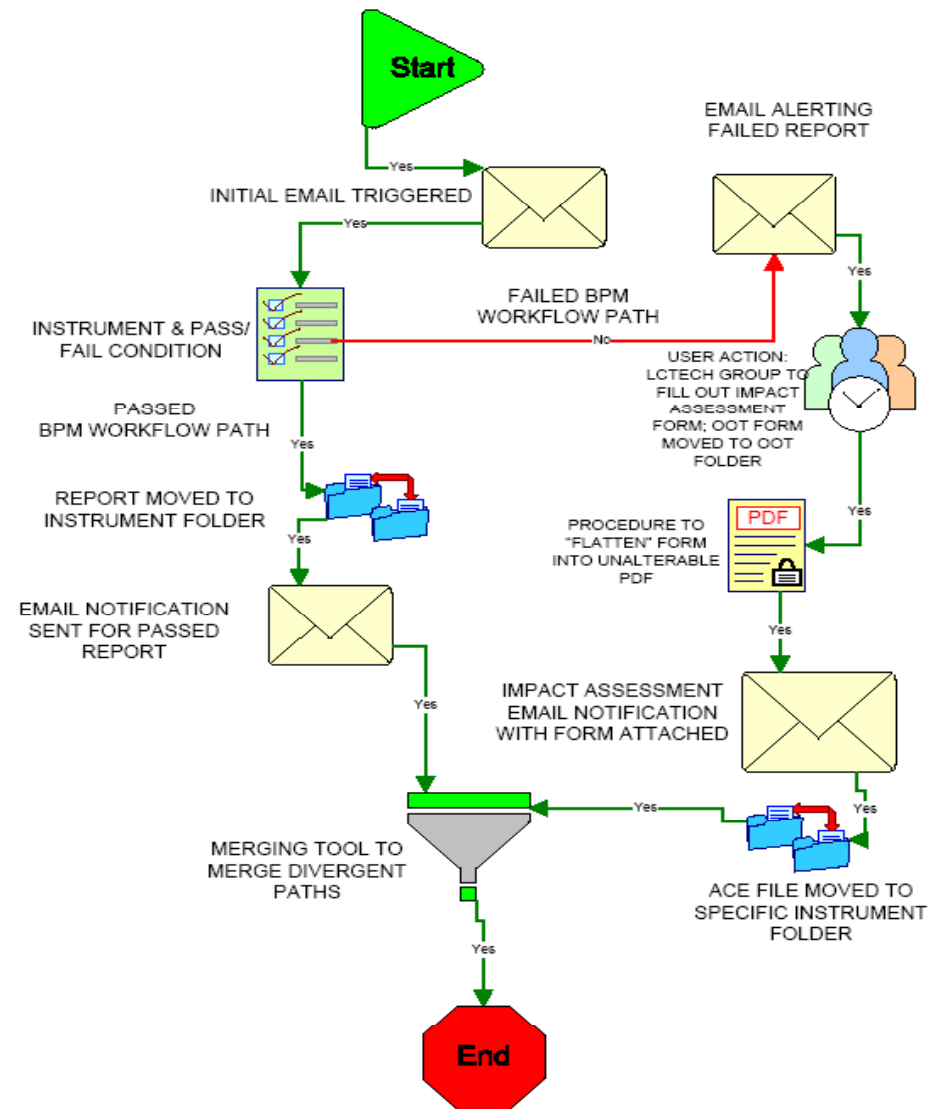 Start
Yes
INITIAL EMAIL TRIGGERED
Yes
EMAIL ALERTING
FAILED REPORT
Yes
INSTRUMENT & PASS/
FAIL CONDITION
FAILED BPM
WORKFLOW PATH
No
USER ACTION:
LCTECH GROUP TO
FILL OUT IMPACT
ASSESSMENT
FORM; OOT FORM
MOVED TO OOT
FOLDER
PASSED
BPM WORKFLOW PATH
Yes
REPORT MOVED TO
INSTRUMENT FOLDER
Yes
Yes
PDF
PROCEDURE TO
"FLATTEN" FORM
INTO UNALTERABLE
PDF
Yes
EMAIL NOTIFICATION
SENT FOR PASSED
REPORT
Yes
IMPACT ASSESSMENT
EMAIL NOTIFICATION
WITH FORM ATTACHED
Yes
Yes
MERGING TOOL TO
MERGE DIVERGENT
PATHS
ACE FILE MOVED TO
SPECIFIC INSTRUMENT
FOLDER
Yes
End